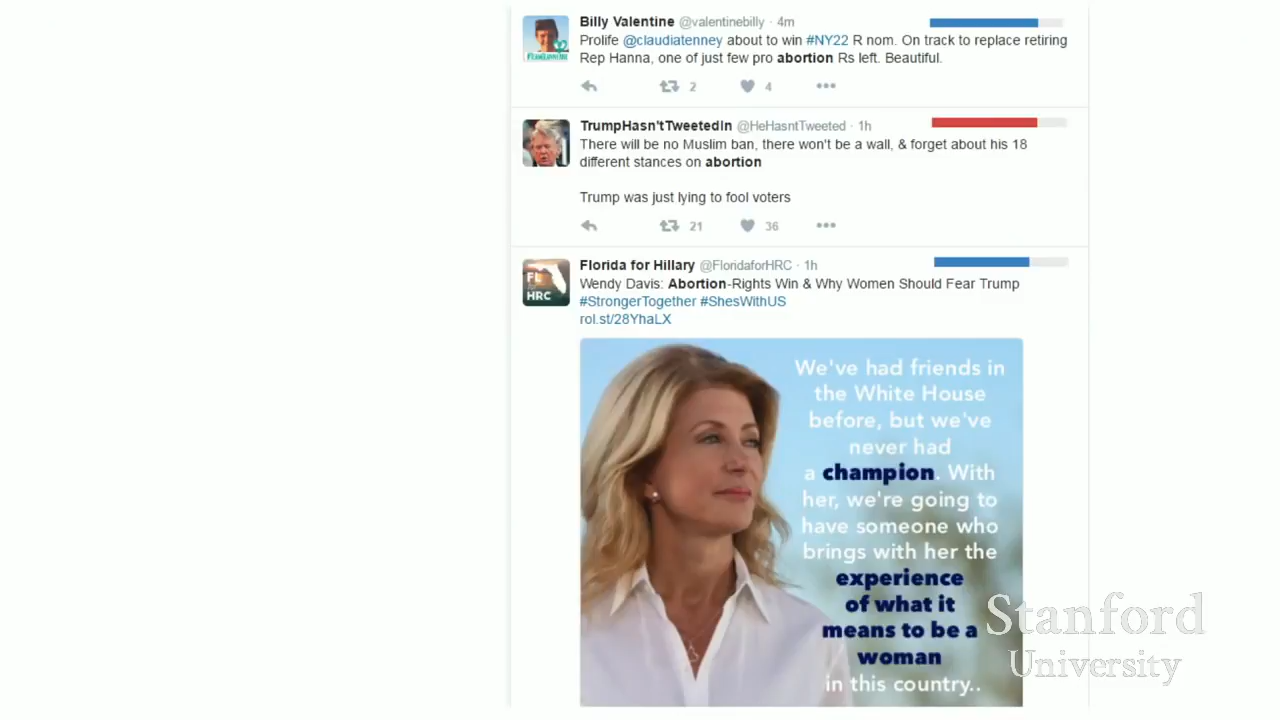 Billy Valentine @valentinebilly · 4m
Prolife @claudiatenney about to win #NY22 R nom. On track to replace retiring
Rep Hanna, one of just few pro abortion Rs left. Beautiful.
2 4
TrumpHasn'tTweetedIn @HeHasntTweeted · 1h
There will be no Muslim ban, there won't be a wall, & forget about his 18
different stances on abortion
Trump was just lying to fool voters
21 36
FL
HRC
Florida for Hillary @FloridaforHRC · 1h
Wendy Davis: Abortion-Rights Win & Why Women Should Fear Trump
#StrongerTogether #ShesWithUS
rol.st/28YhaLX
We've had friends in
the White House
before, but we've
never had
a champion. With
her, we're going to
have someone who
brings with her the
experience
of what it
means to be a
woman
in this country..
Stanford
University